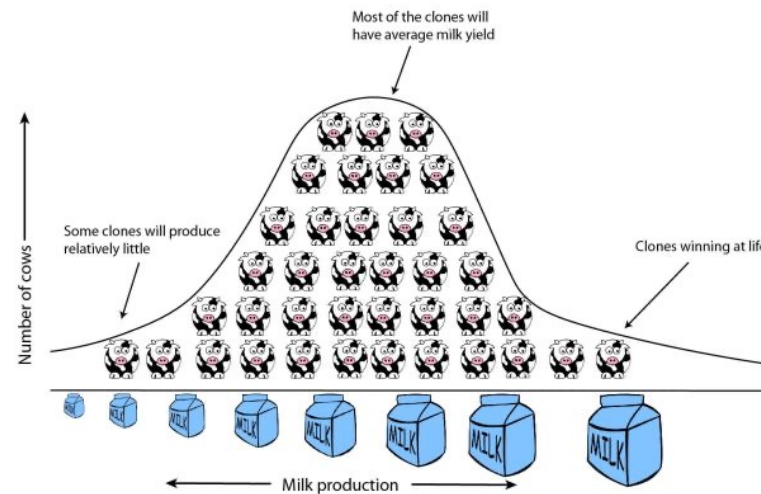 Most of the clones will
have average milk yield
Number of cows
Some clones will produce
relatively little
Clones winning at life
MILK
MILK
MILK
MILK
MILK
MILK
MILK
Milk production